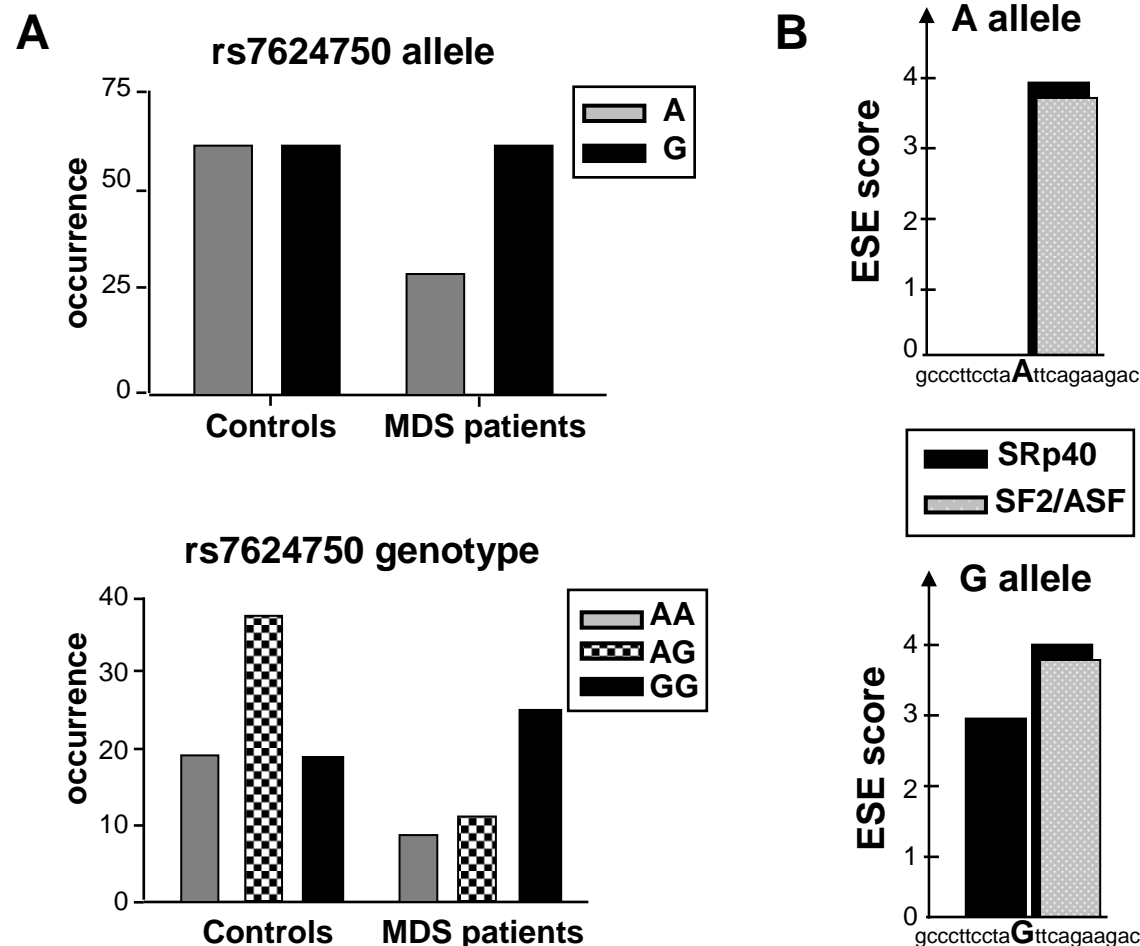 A
rs7624750 allele
75
50
25
0
occurrence
A
G
Controls
MDS patients
rs7624750 genotype
40
30
20
10
0
occurrence
AA
AG
GG
Controls
MDS patients
B
A allele
4
3
2
1
0
ESE score
gcccttcctaAttcagaagac
SRp40
SF2/ASF
G allele
4
3
2
1
0
ESE score
gcccttcctaGttcagaagac